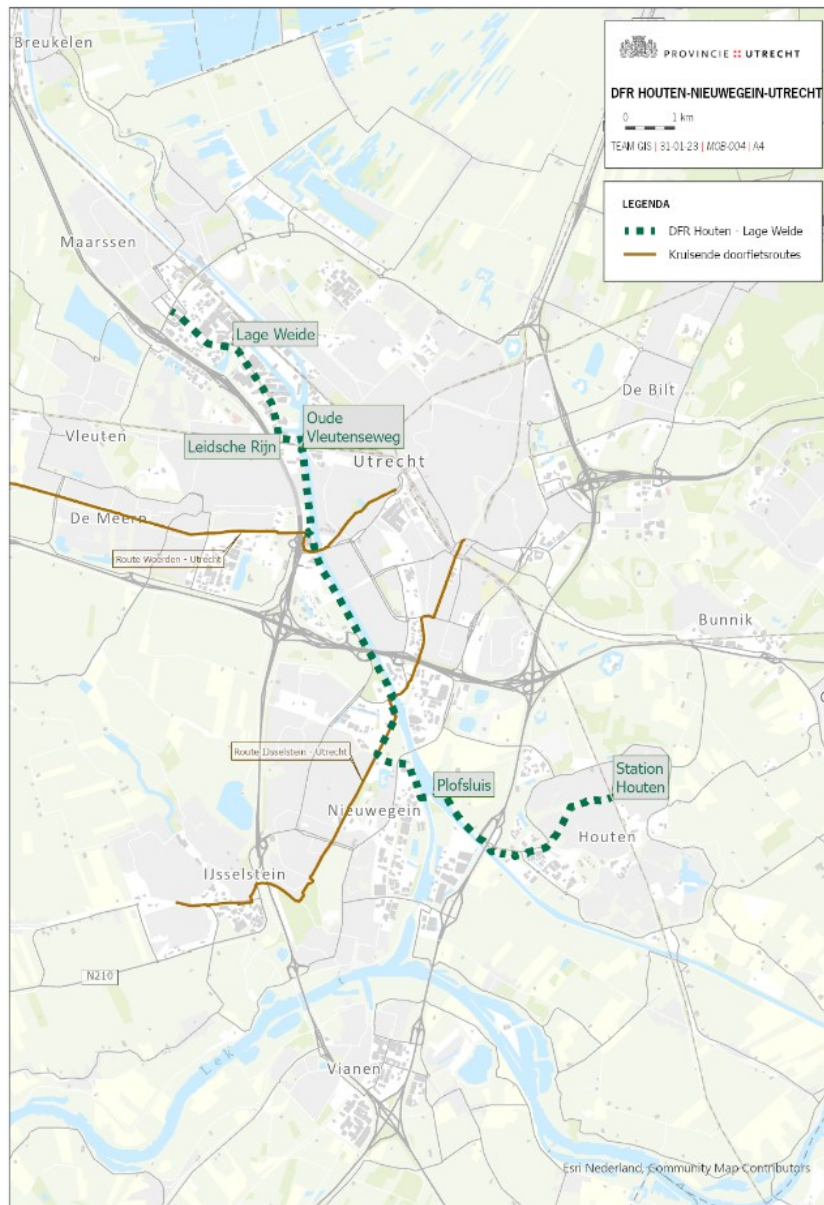 Breukelen
PROVINCIE UTRECHT
DFR HOUTEN-NIEUWEGEIN-UTRECHT
0 1 km
TEAM GIS | 31-01-23 | MOB-004 | A4
LEGENDA
DFR Houten - Lage Weide
Kruisende doorfietsroutes
Maarssen
Lage Weide
De Bilt
Oude
Vleutenseweg
Vleuten
Leidsche Rijn
Utrecht
De Meern
Route Woerden - Utrecht
Bunnik
Route IJsselstein - Utrecht
Station
Houten
Plofsluis
Nieuwegein
Houten
IJsselstein
N210
Lek
Vianen
Esri Nederland, Community Map Contributors